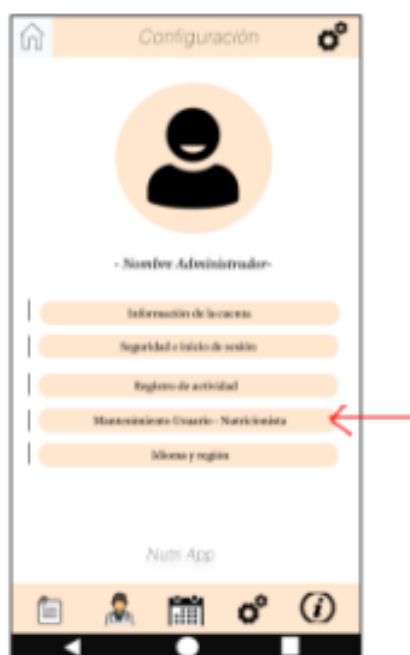 Configuración
- Nombre Administrador-
Información de la cuenta
Seguridad e inicio de sesión
Registro de actividad
Mantenimiento Usuario - Nutricionista
Idioma y región
Nutri App